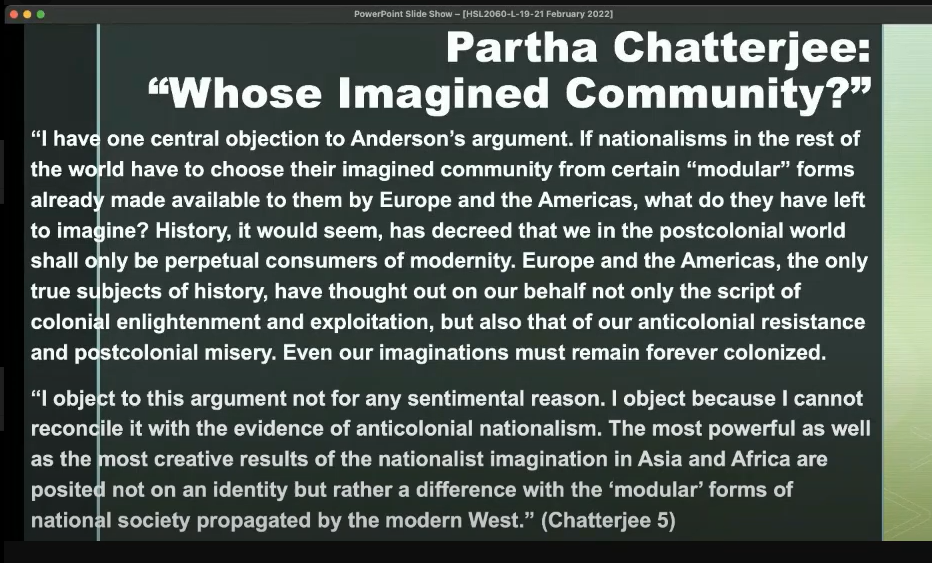 PowerPoint Slide Show – [HSL2060-L-19-21 February 2022]
Partha Chatterjee:
“Whose Imagined Community?”
“I have one central objection to Anderson’s argument. If nationalisms in the rest of
the world have to choose their imagined community from certain “modular” forms
already made available to them by Europe and the Americas, what do they have left
to imagine? History, it would seem, has decreed that we in the postcolonial world
shall only be perpetual consumers of modernity. Europe and the Americas, the only
true subjects of history, have thought out on our behalf not only the script of
colonial enlightenment and exploitation, but also that of our anticolonial resistance
and postcolonial misery. Even our imaginations must remain forever colonized.
“I object to this argument not for any sentimental reason. I object because I cannot
reconcile it with the evidence of anticolonial nationalism. The most powerful as well
as the most creative results of the nationalist imagination in Asia and Africa are
posited not on an identity but rather a difference with the ‘modular’ forms of
national society propagated by the modern West.” (Chatterjee 5)